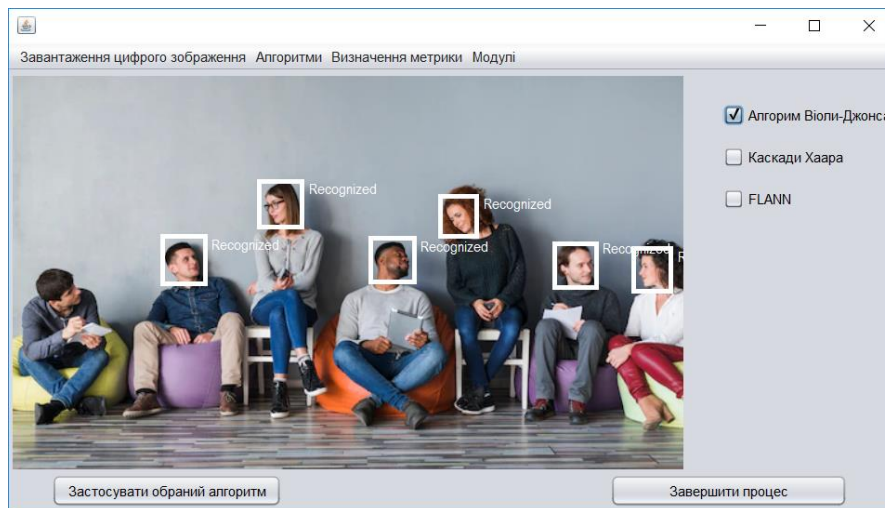 Завантаження цифрого зображення Алгоритми Визначення метрики Модулі
Алгорим Віоли-Джонса
Каскади Хаара
FLANN
Recognized
Recognized
Recognized
Recognized
Recognized
R
Застосувати обраний алгоритм
Завершити процес